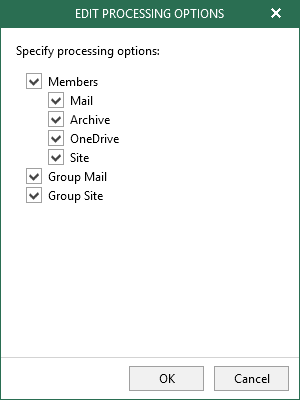 EDIT PROCESSING OPTIONS
Specify processing options:
Members
Mail
Archive
OneDrive
Site
Group Mail
Group Site
OK
Cancel